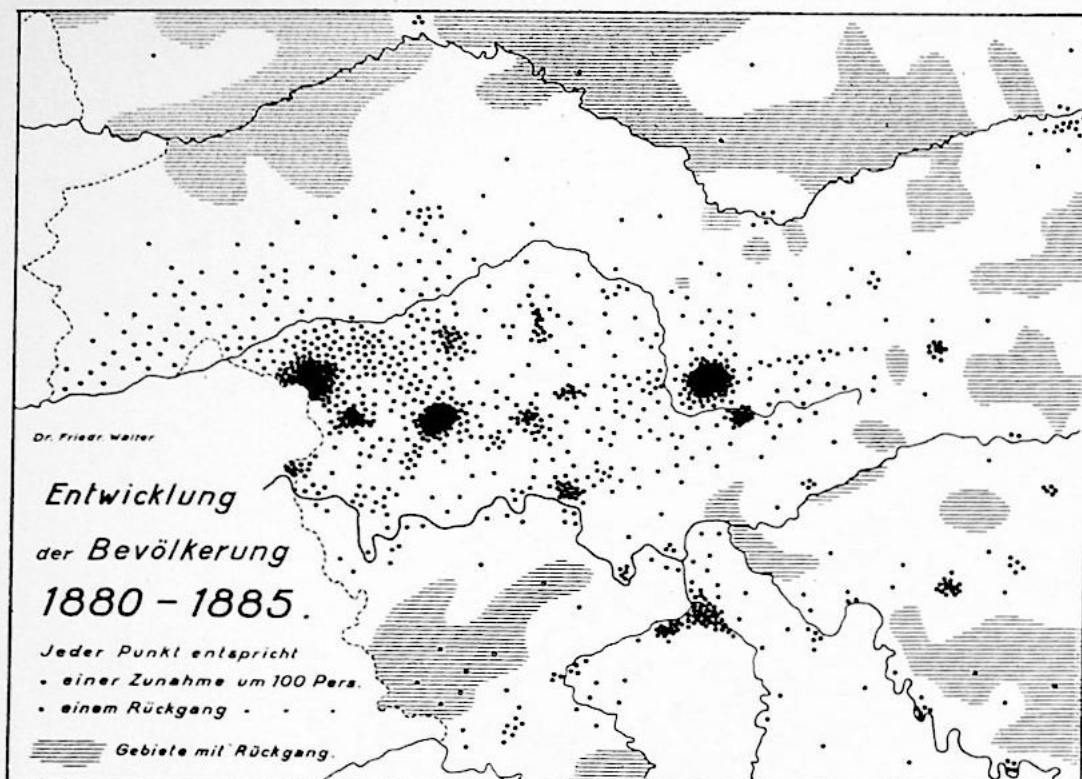 Dr. Friedr. Walter
Entwicklung
der Bevölkerung
1880 - 1885.
Jeder Punkt entspricht
• einer Zunahme um 100 Pers.
• einem Rückgang - - -
Gebiete mit Rückgang.